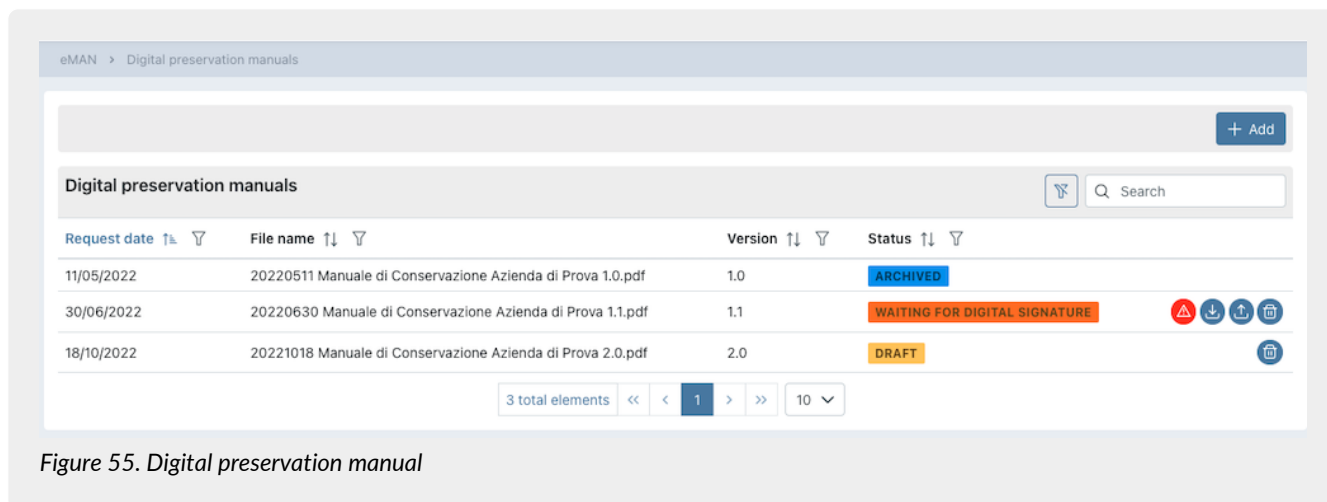 eMAN > Digital preservation manuals
+ Add
Digital preservation manuals
Search
Request date File name Version Status
11/05/2022 20220511 Manuale di Conservazione Azienda di Prova 1.0.pdf 1.0 ARCHIVED
30/06/2022 20220630 Manuale di Conservazione Azienda di Prova 1.1.pdf 1.1 WAITING FOR DIGITAL SIGNATURE
18/10/2022 20221018 Manuale di Conservazione Azienda di Prova 2.0.pdf 2.0 DRAFT
3 total elements << < 1 > >> 10
Figure 55. Digital preservation manual